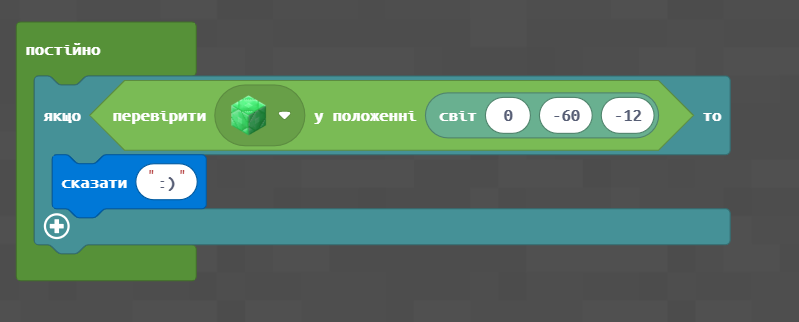 постійно
якщо перевірити у положенні світ 0 -60 -12 то
сказати ":)"